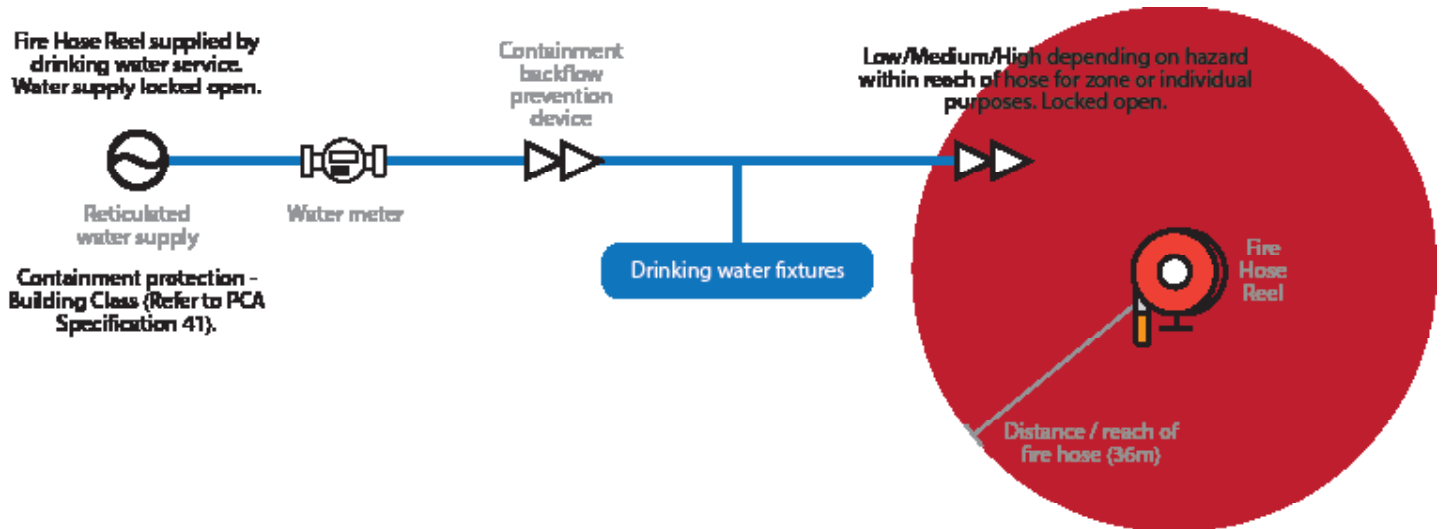 Fire Hose Reel supplied by
drinking water service.
Water supply locked open.
Containment
backflow
prevention
device
Low/Medium/High depending on hazard
within reach of hose for zone or individual
purposes. Locked open.
Reticulated
water supply
Water meter
Containment protection -
Building Class (Refer to PCA
Specification 41).
Drinking water fixtures
Fire
Hose
Reel
Distance / reach of
fire hose (36m)